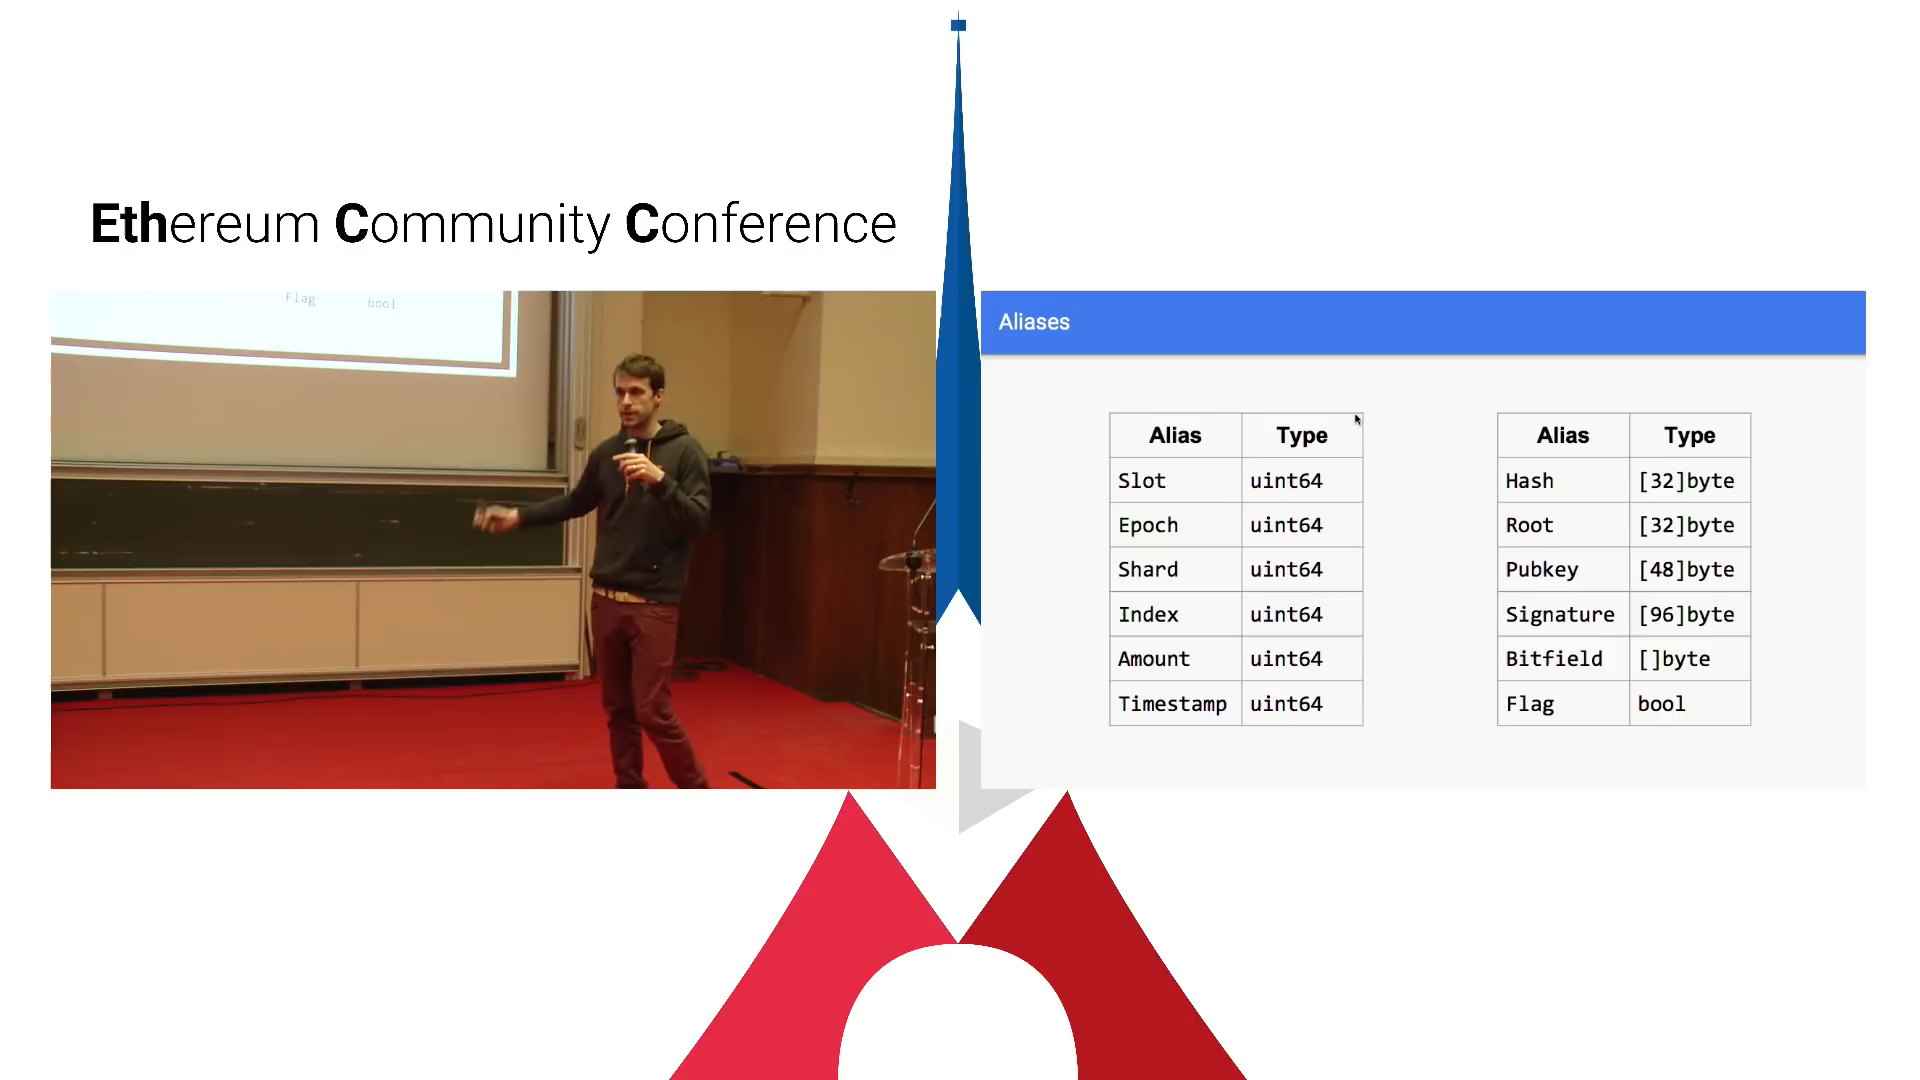 Ethereum Community Conference
Flag bool
Aliases
Alias Type
Slot uint64
Epoch uint64
Shard uint64
Index uint64
Amount uint64
Timestamp uint64
Alias Type
Hash [32]byte
Root [32]byte
Pubkey [48]byte
Signature [96]byte
Bitfield []byte
Flag bool